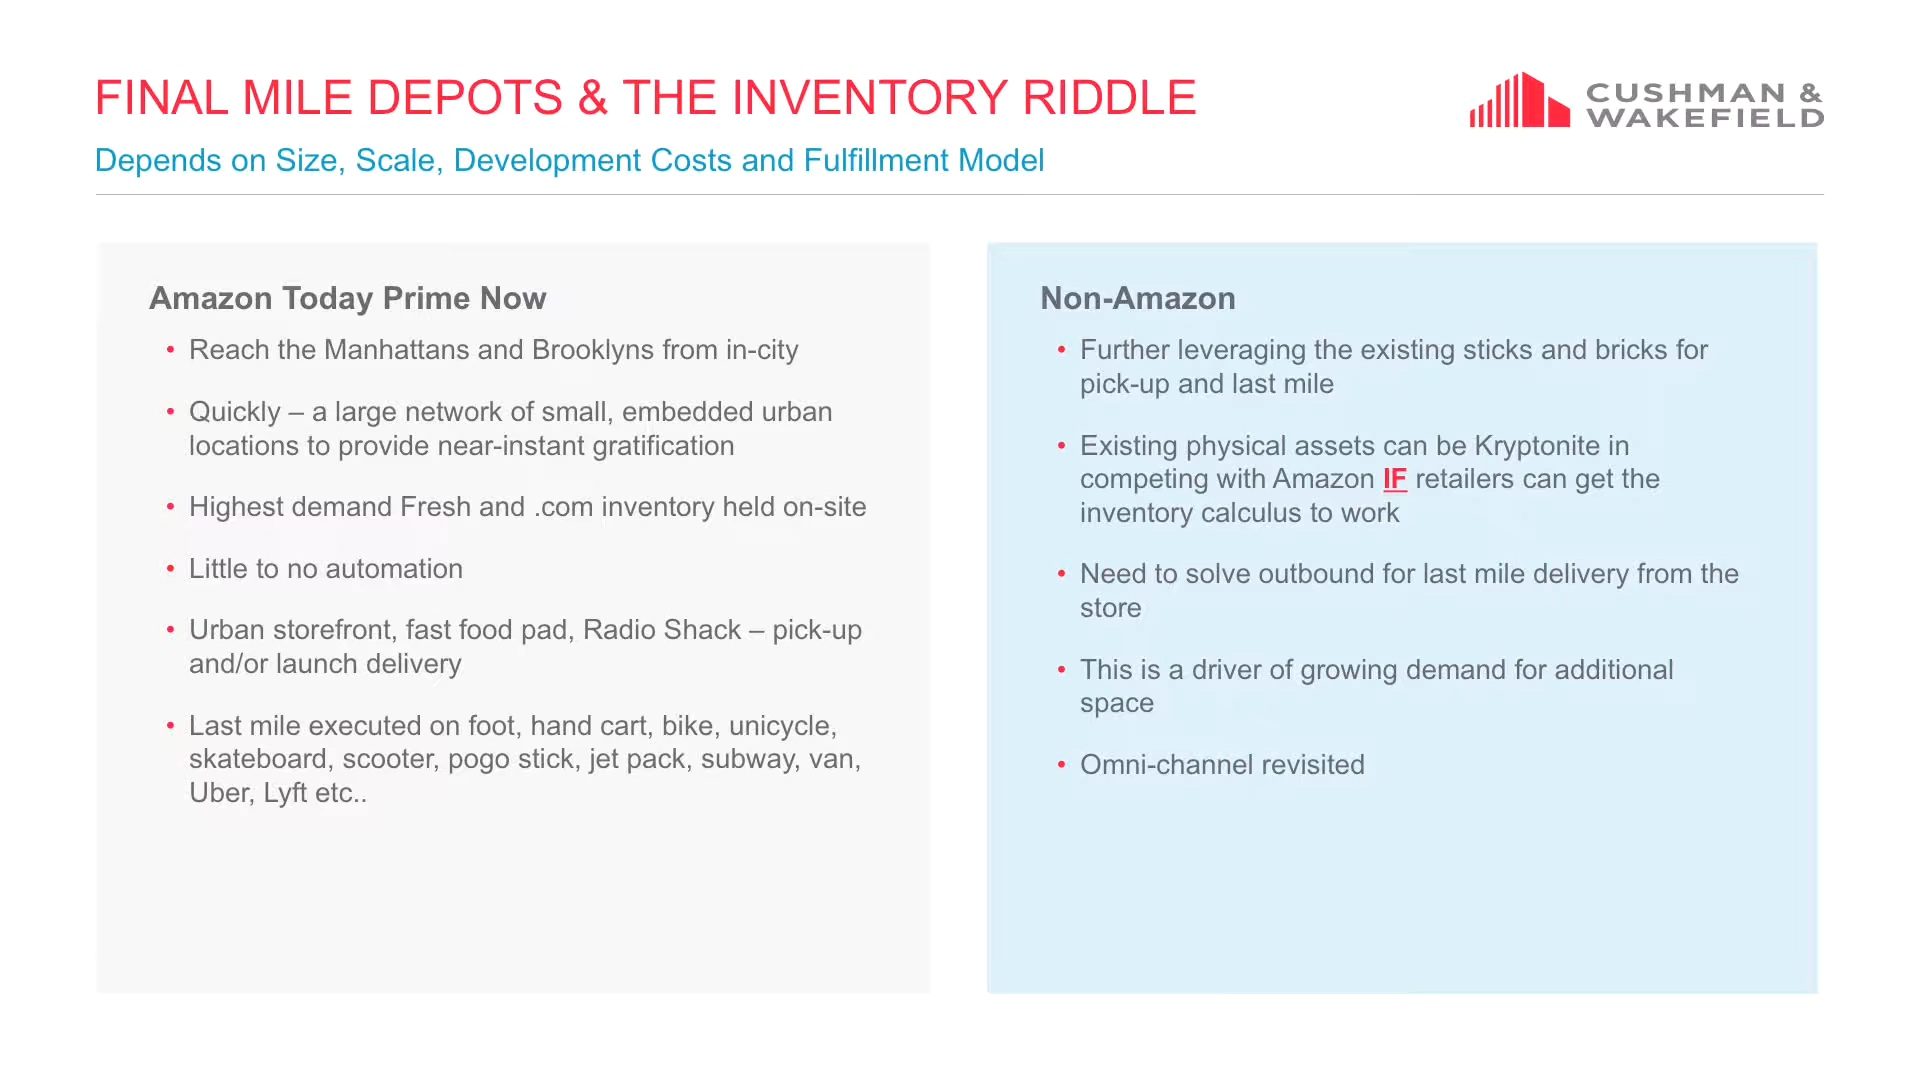 FINAL MILE DEPOTS & THE INVENTORY RIDDLE
CUSHMAN &
WAKEFIELD
Depends on Size, Scale, Development Costs and Fulfillment Model
Amazon Today Prime Now
• Reach the Manhattans and Brooklyns from in-city
• Quickly – a large network of small, embedded urban
locations to provide near-instant gratification
• Highest demand Fresh and .com inventory held on-site
• Little to no automation
• Urban storefront, fast food pad, Radio Shack – pick-up
and/or launch delivery
• Last mile executed on foot, hand cart, bike, unicycle,
skateboard, scooter, pogo stick, jet pack, subway, van,
Uber, Lyft etc..
Non-Amazon
• Further leveraging the existing sticks and bricks for
pick-up and last mile
• Existing physical assets can be Kryptonite in
competing with Amazon IF retailers can get the
inventory calculus to work
• Need to solve outbound for last mile delivery from the
store
• This is a driver of growing demand for additional
space
• Omni-channel revisited